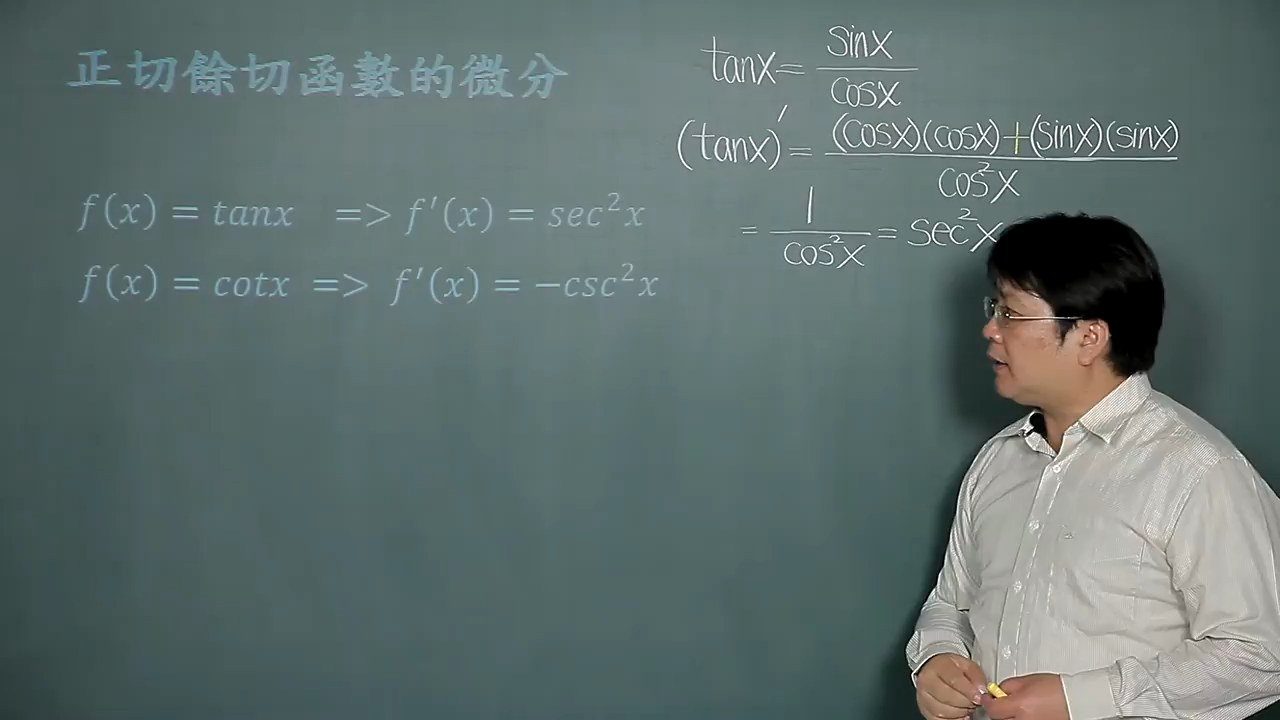 正切餘切函數的微分
f(x) = tanx => f'(x) = sec²x
f(x) = cotx => f'(x) = −csc²x
tanx = sinx / cosx
(tanx)' = (cosx)(cosx)+(sinx)(sinx) / cos²x
= 1 / cos²x = sec²x